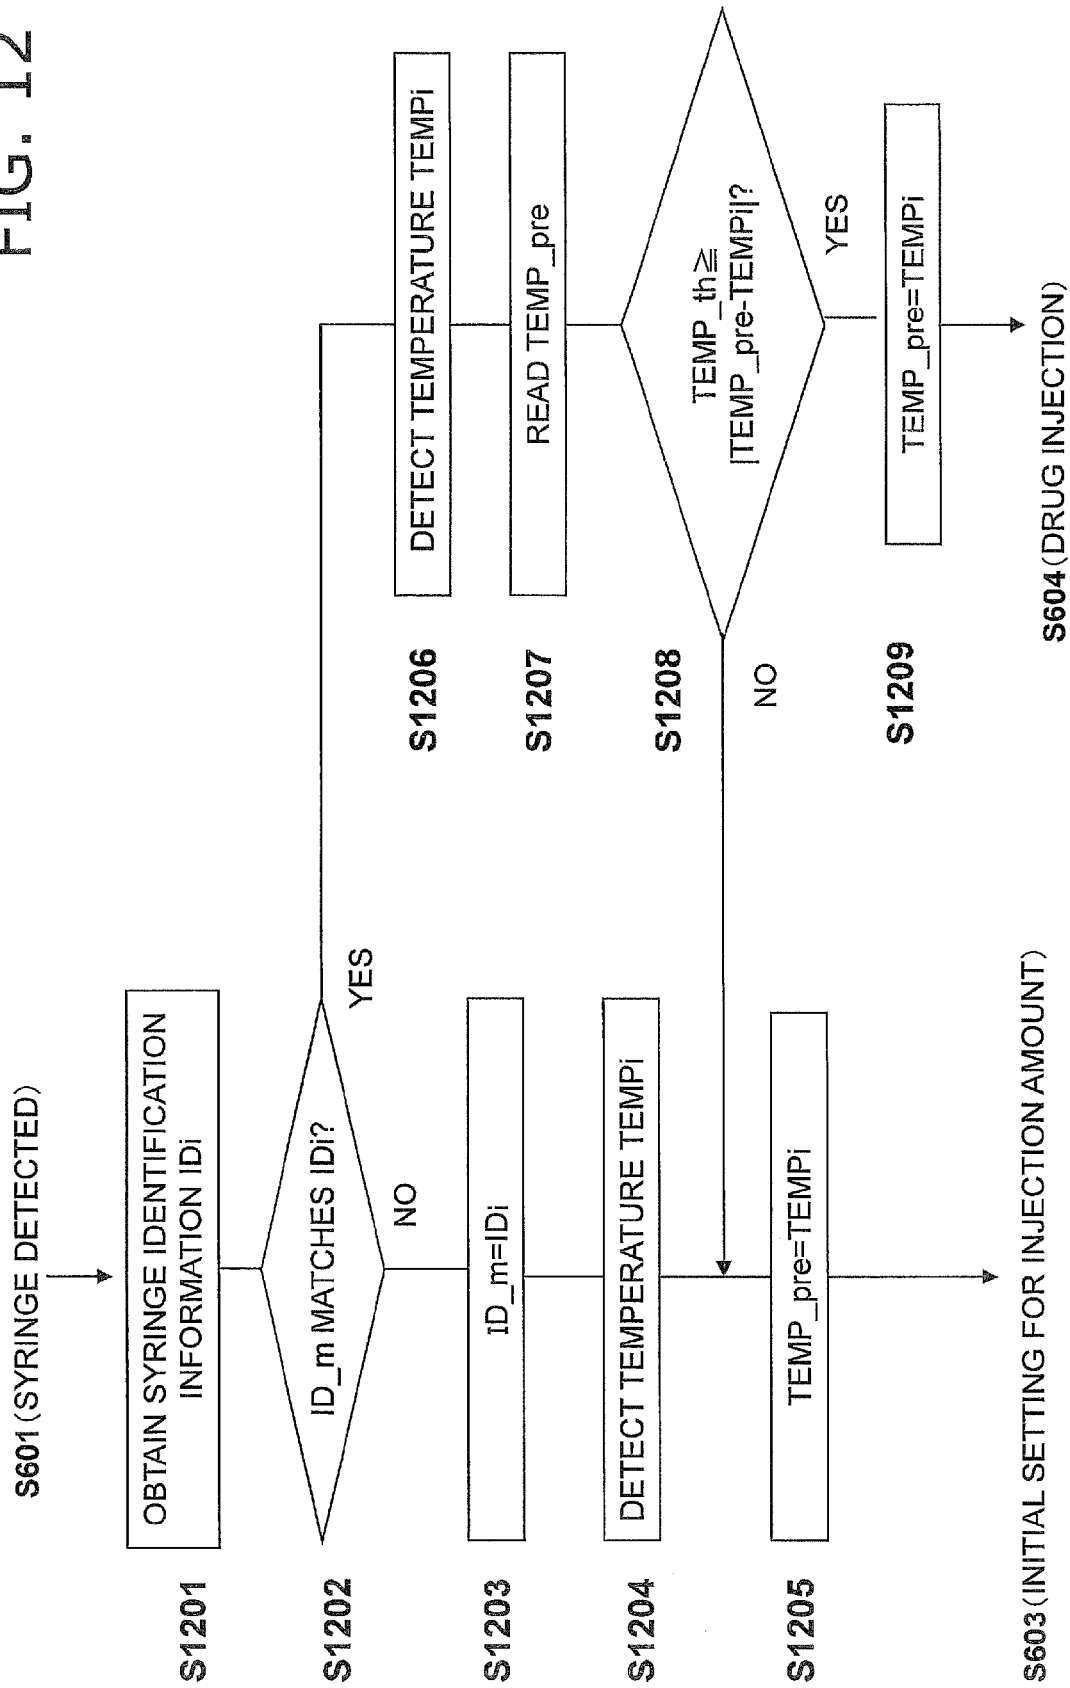 FIG. 12
S601(SYRINGE DETECTED)
S1201
OBTAIN SYRINGE IDENTIFICATION
INFORMATION IDi
S1202
ID_m MATCHES IDi?
YES
NO
S1203
ID_m=IDi
S1204
DETECT TEMPERATURE TEMPi
S1205
TEMP_pre=TEMPi
S603(INITIAL SETTING FOR INJECTION AMOUNT)
S1206
DETECT TEMPERATURE TEMPi
S1207
READ TEMP_pre
S1208
TEMP_th≧
|TEMP_pre-TEMPi|?
NO
YES
S1209
TEMP_pre=TEMPi
S604(DRUG INJECTION)